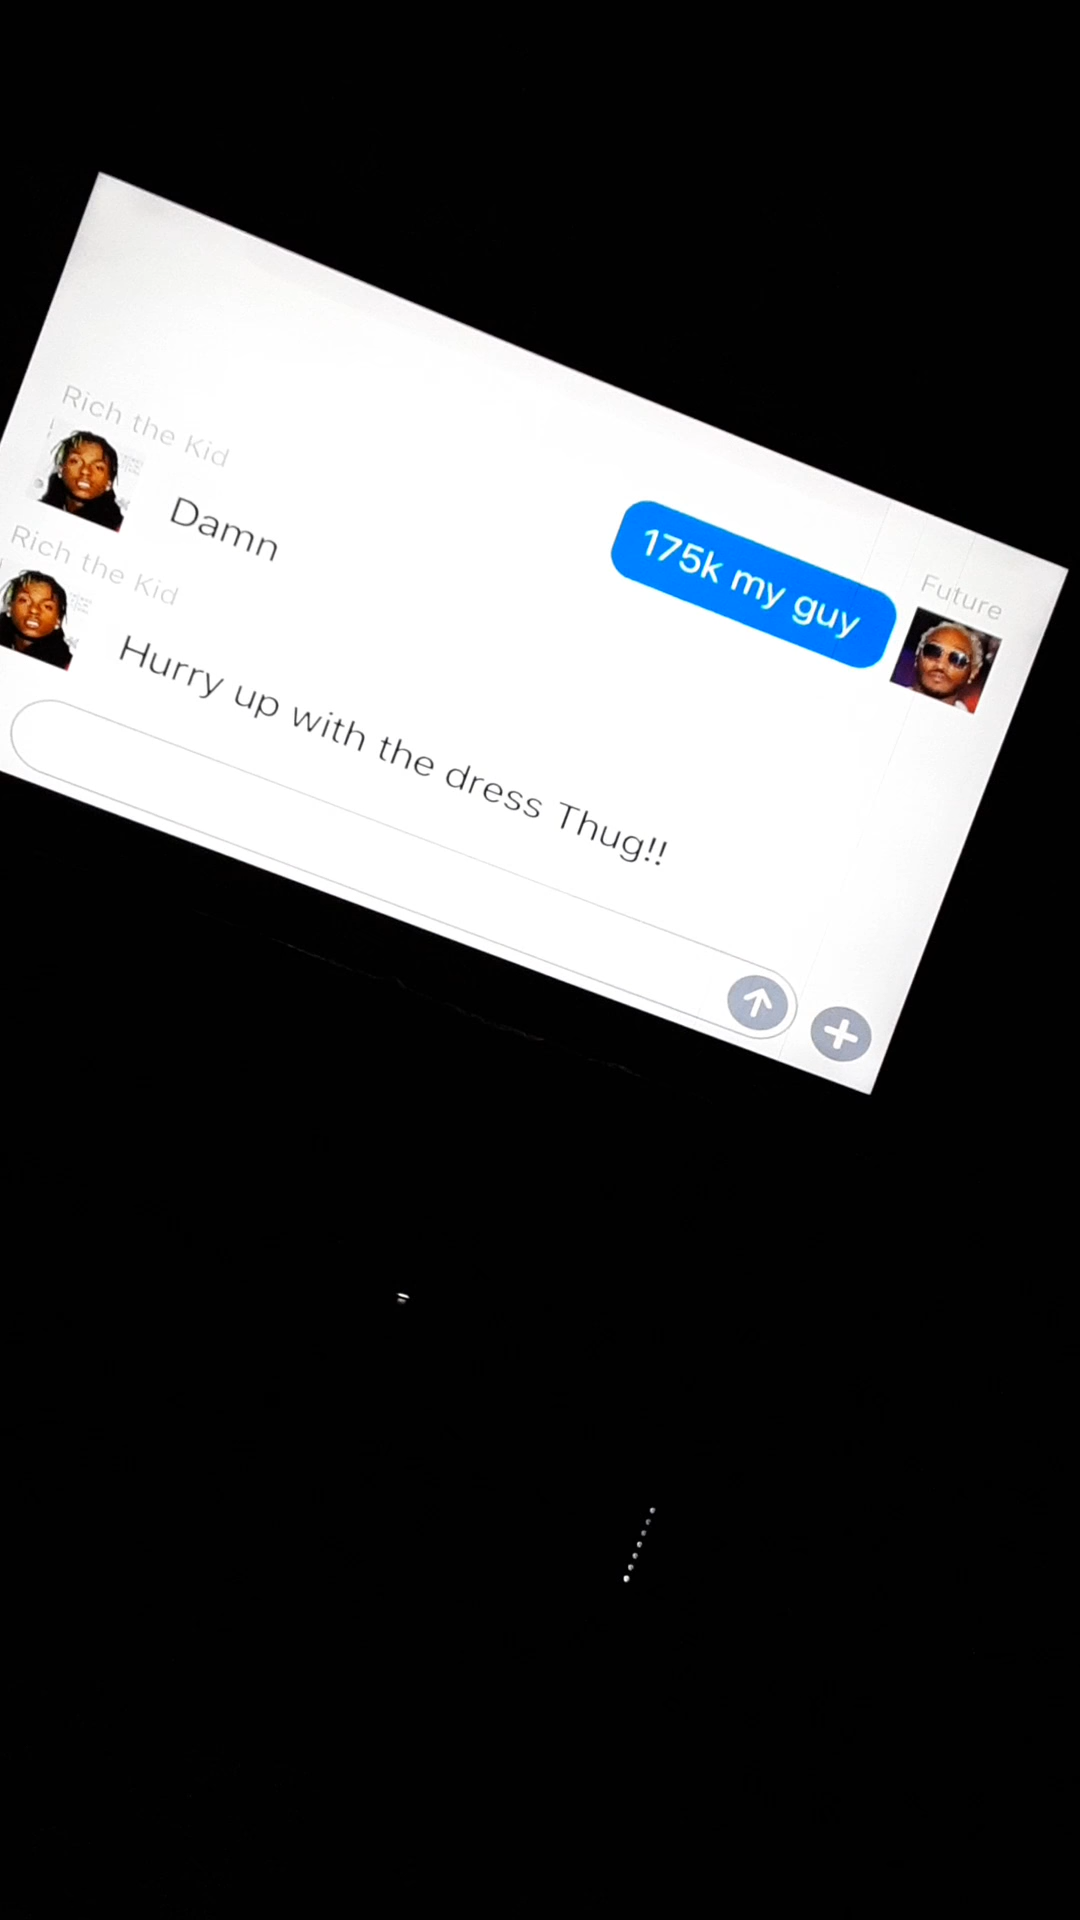 Rich the Kid
Damn
175k my guy
Future
Rich the Kid
Hurry up with the dress Thug!!